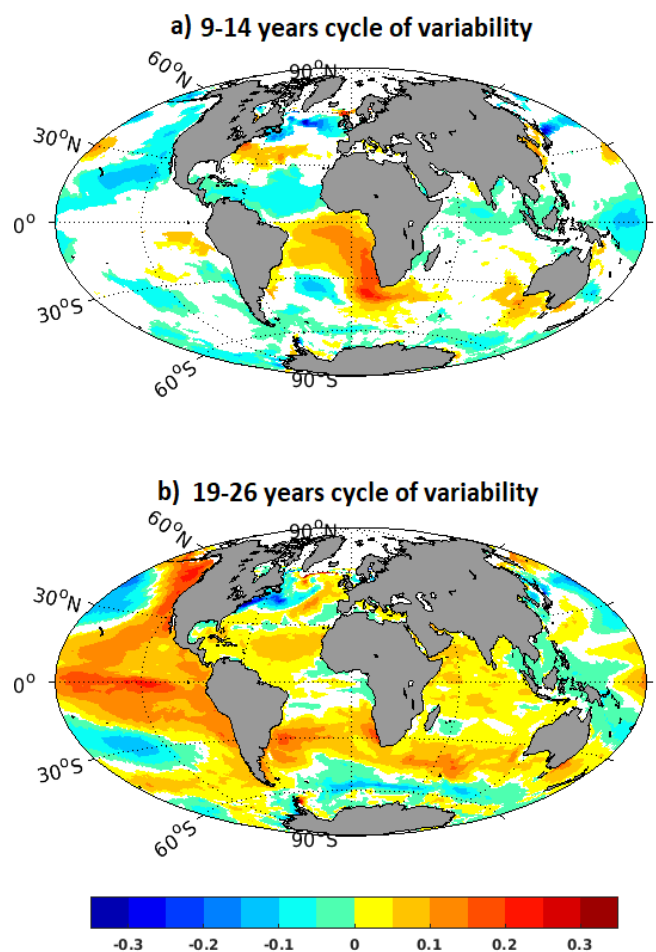 a) 9-14 years cycle of variability
90°N
60°N
30°N
0°
30°S
60°S
90°S
b) 19-26 years cycle of variability
90°N
60°N
30°N
0°
30°S
60°S
90°S
-0.3 -0.2 -0.1 0 0.1 0.2 0.3